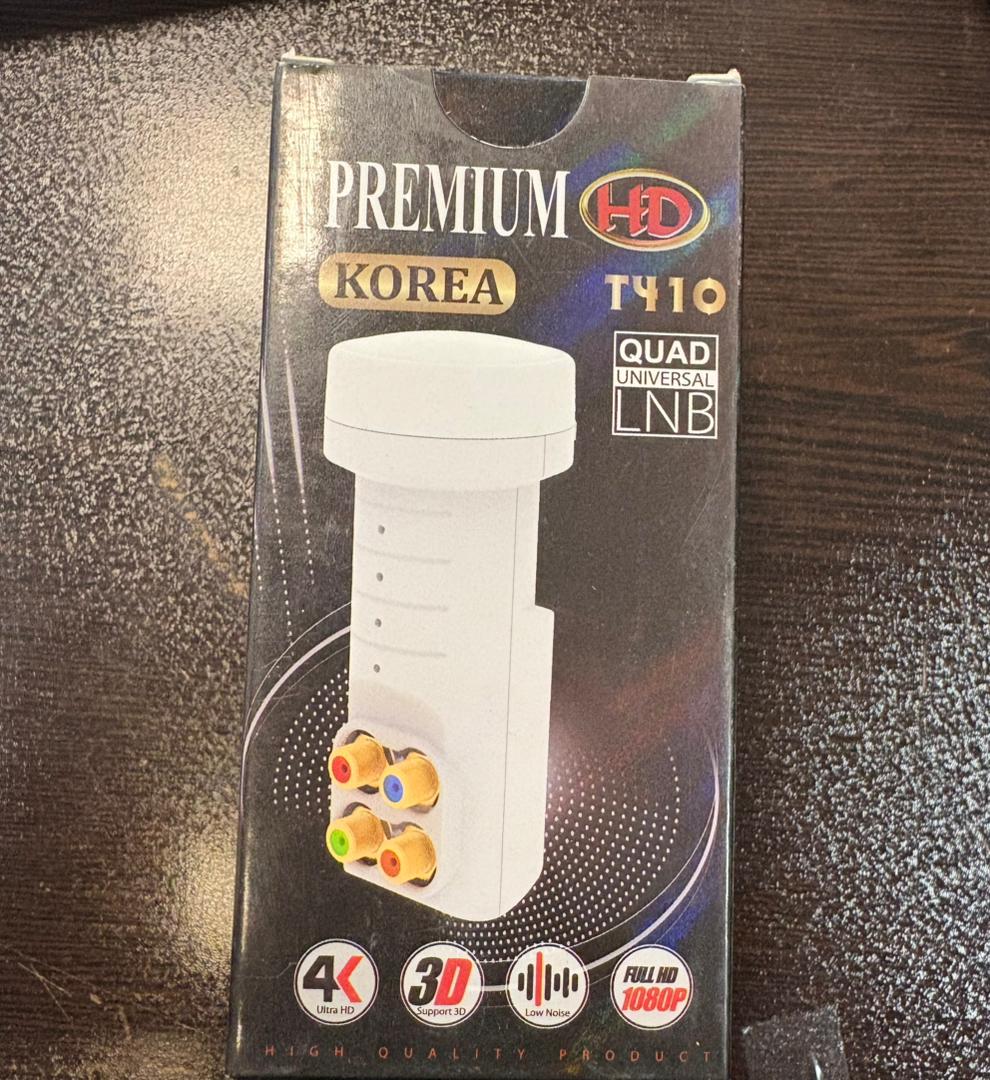 PREMIUM HD
KOREA
T410
QUAD
UNIVERSAL
LNB
4K
Ultra HD
3D
Support 3D
Low Noise
FULL HD
1080P
HIGH QUALITY PRODUCT